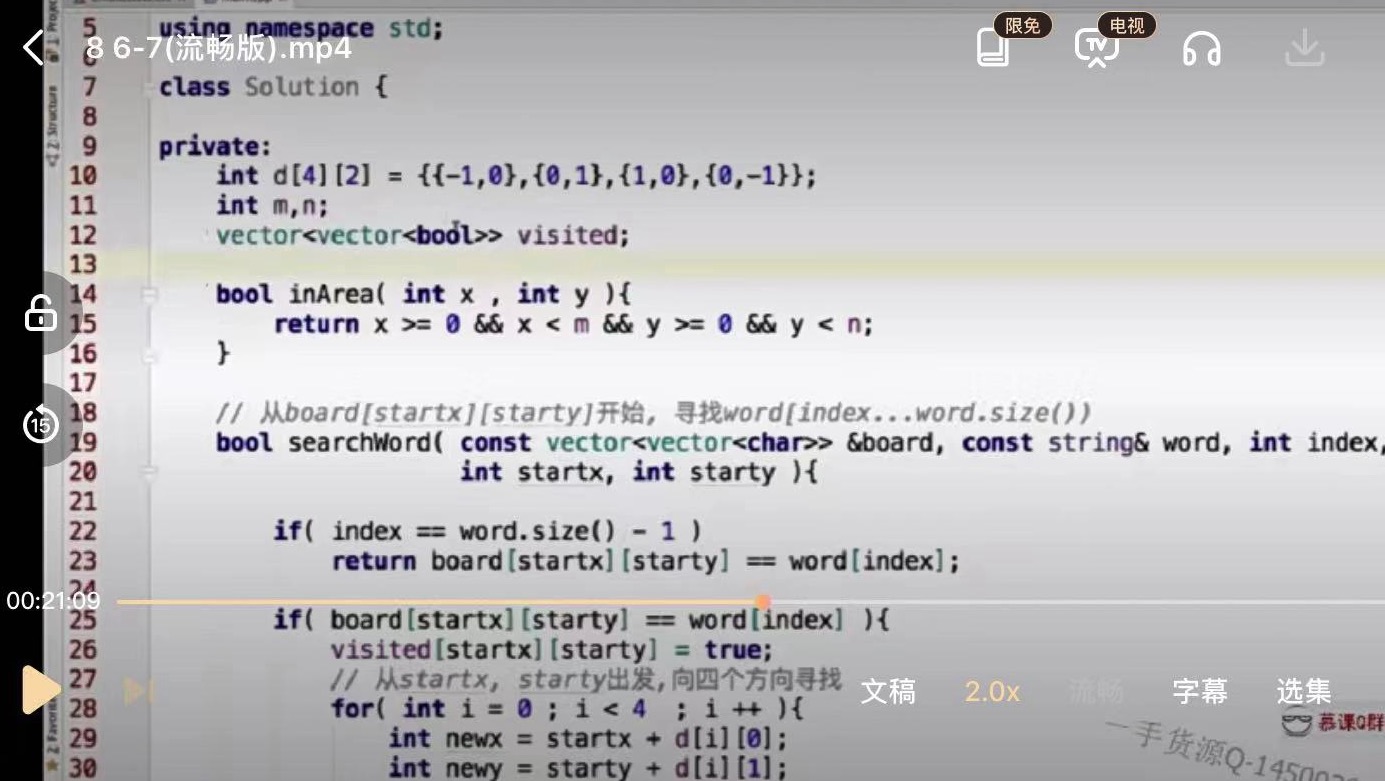 5 using namespace std;
6
8 6-7(流畅版).mp4
限免
电视
TV
7 class Solution {
8
9 private:
10 int d[4][2] = {{-1,0},{0,1},{1,0},{0,-1}};
11 int m,n;
12 vector<vector<bool>> visited;
13
14 bool inArea( int x , int y ){
15 return x >= 0 && x < m && y >= 0 && y < n;
16 }
17
18 // 从board[startx][starty]开始, 寻找word[index...word.size())
19 bool searchWord( const vector<vector<char>> &board, const string& word, int index,
20 int startx, int starty ){
21
22 if( index == word.size() - 1 )
23 return board[startx][starty] == word[index];
24
00:21:09
25 if( board[startx][starty] == word[index] ){
26 visited[startx][starty] = true;
27 // 从startx, starty出发,向四个方向寻找
28 for( int i = 0 ; i < 4 ; i ++ ){
29 int newx = startx + d[i][0];
30 int newy = starty + d[i][1];
15
文稿
2.0x
流畅
字幕
选集
慕课Q群
一手货源Q-14500
Z: Structure
2: Favorites